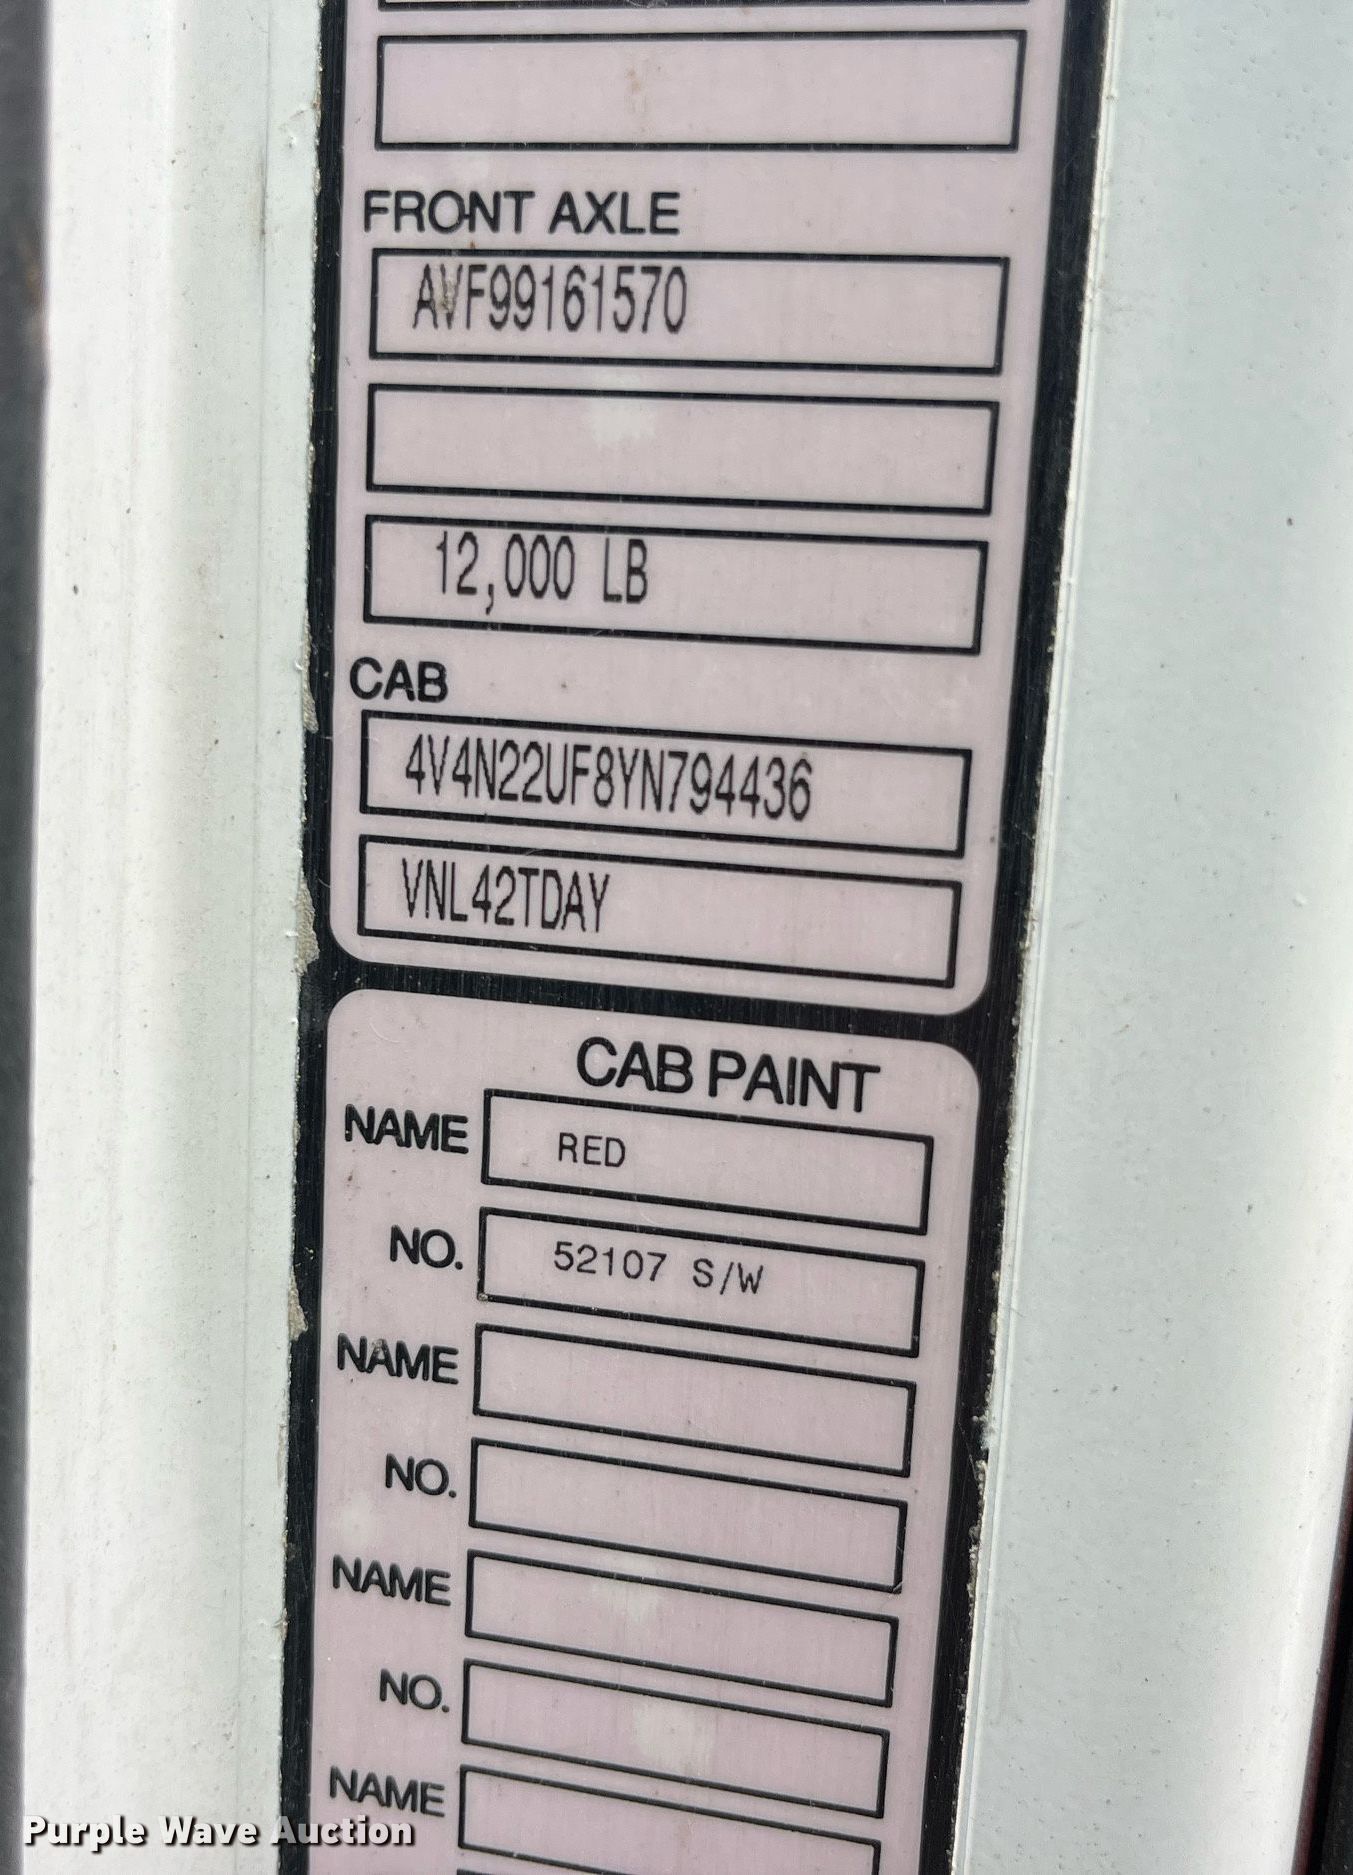 FRONT AXLE
AVF99161570
12,000 LB
CAB
4V4N22UF8YN794436
VNL42TDAY
CAB PAINT
NAME RED
NO. 52107 S/W
NAME
NO.
NAME
NO.
NAME
Purple Wave Auction